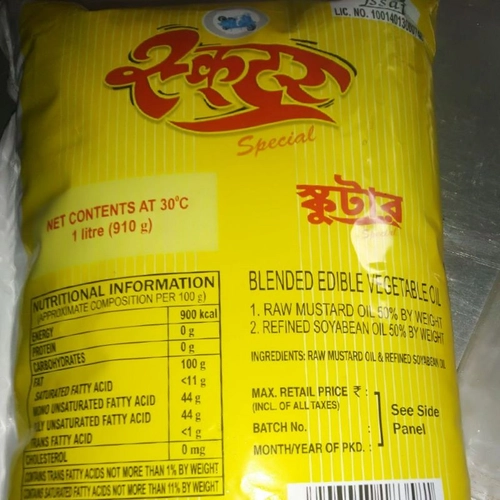 fssai
LIC. NO.
स्कूटर
Special
NET CONTENTS AT 30°C
1 litre (910 g)
স্কুটার
Special
NUTRITIONAL INFORMATION
(APPROXIMATE COMPOSITION PER 100 g)
ENERGY 900 kcal
PROTEIN 0 g
CARBOHYDRATES 0 g
FAT 100 g
SATURATED FATTY ACID <11 g
MONO UNSATURATED FATTY ACID 44 g
POLY UNSATURATED FATTY ACID 44 g
TRANS FATTY ACID <1 g
CHOLESTEROL 0 mg
CONTAINS TRANS FATTY ACIDS NOT MORE THAN 1% BY WEIGHT
CONTAINS SATURATED FATTY ACIDS NOT MORE THAN 11% BY WEIGHT
BLENDED EDIBLE VEGETABLE OIL
1. RAW MUSTARD OIL 50% BY WEIGHT
2. REFINED SOYABEAN OIL 50% BY WEIGHT
INGREDIENTS: RAW MUSTARD OIL & REFINED SOYABEAN OIL
MAX. RETAIL PRICE ₹ :
(INCL. OF ALL TAXES)
BATCH No. :
MONTH/YEAR OF PKD. :
See Side
Panel